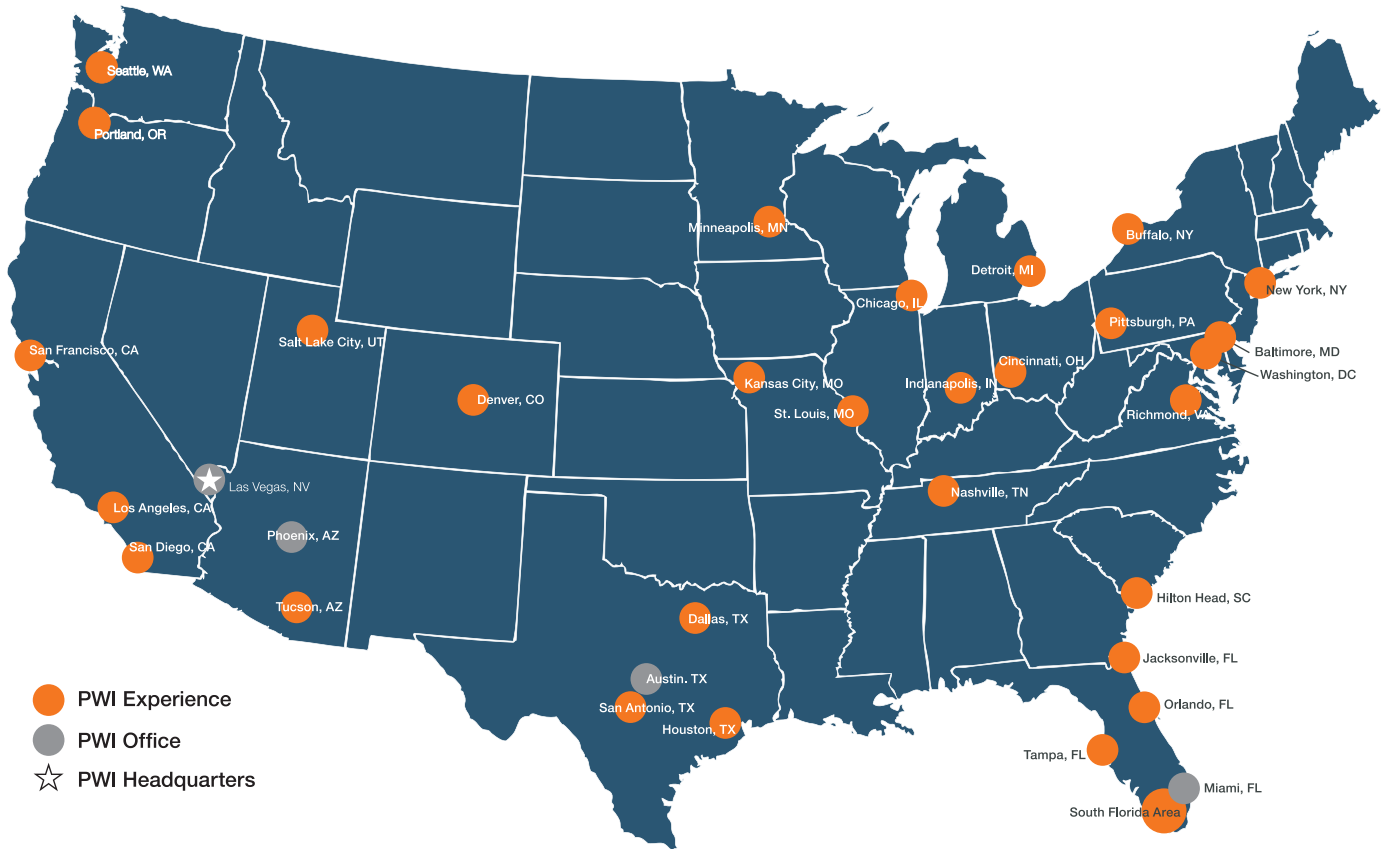 Seattle, WA
Portland, OR
Minneapolis, MN
Buffalo, NY
Detroit, MI
New York, NY
Chicago, IL
Pittsburgh, PA
Salt Lake City, UT
San Francisco, CA
Baltimore, MD
Cincinnati, OH
Washington, DC
Kansas City, MO
Indianapolis, IN
Denver, CO
St. Louis, MO
Richmond, VA
Las Vegas, NV
Nashville, TN
Los Angeles, CA
Phoenix, AZ
San Diego, CA
Hilton Head, SC
Tucson, AZ
Dallas, TX
Jacksonville, FL
Austin. TX
San Antonio, TX
Orlando, FL
Houston, TX
Tampa, FL
Miami, FL
South Florida Area
PWI Experience
PWI Office
PWI Headquarters